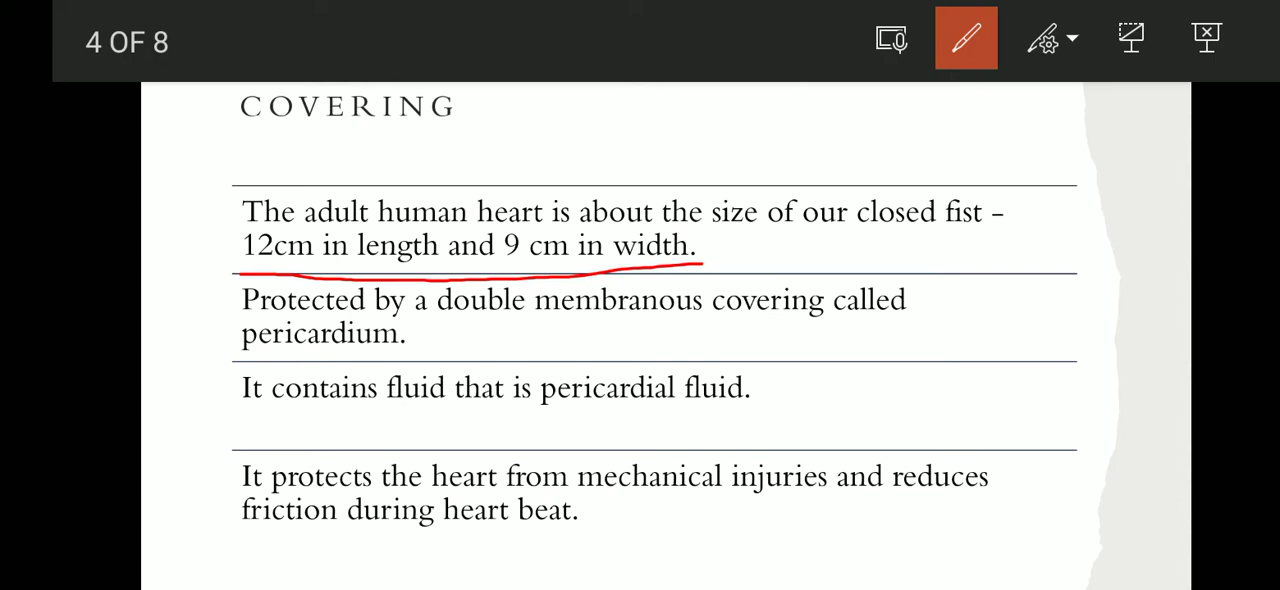 4 OF 8
COVERING
The adult human heart is about the size of our closed fist –
12cm in length and 9 cm in width.
Protected by a double membranous covering called
pericardium.
It contains fluid that is pericardial fluid.
It protects the heart from mechanical injuries and reduces
friction during heart beat.